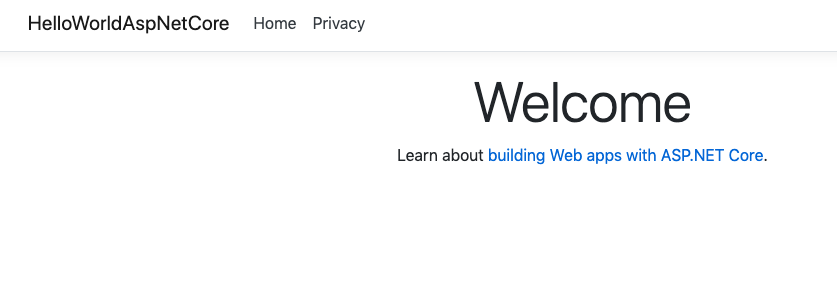 HelloWorldAspNetCore Home Privacy
Welcome
Learn about building Web apps with ASP.NET Core.